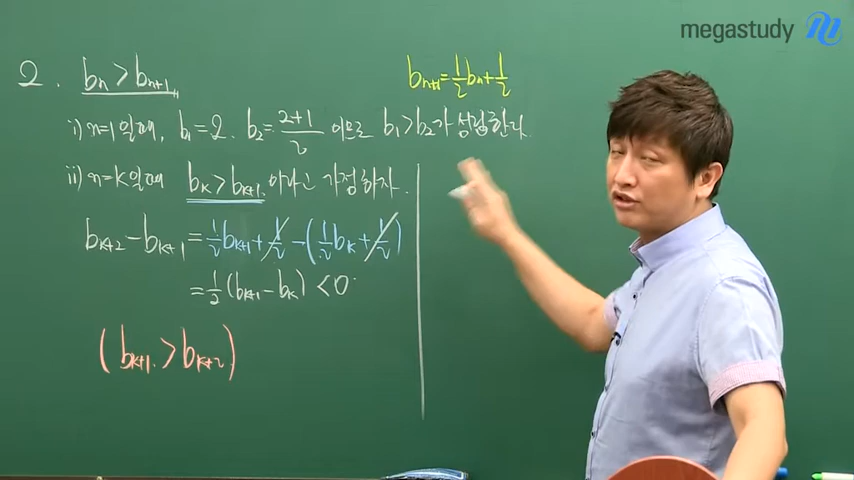 megastudy
2. bₙ > bₙ₊₁
bₙ₊₁ = 1/2 bₙ + 1/2
i) n=1일때, b₁=2. b₂= (2+1)/2 이므로 b₁>b₂가 성립한다.
ii) n=k일때 bₖ>bₖ₊₁ 이라고 가정하자.
bₖ₊₂ - bₖ₊₁ = 1/2 bₖ₊₁ + 1/2 - (1/2 bₖ + 1/2)
= 1/2 (bₖ₊₁ - bₖ) < 0
(bₖ₊₁ > bₖ₊₂)